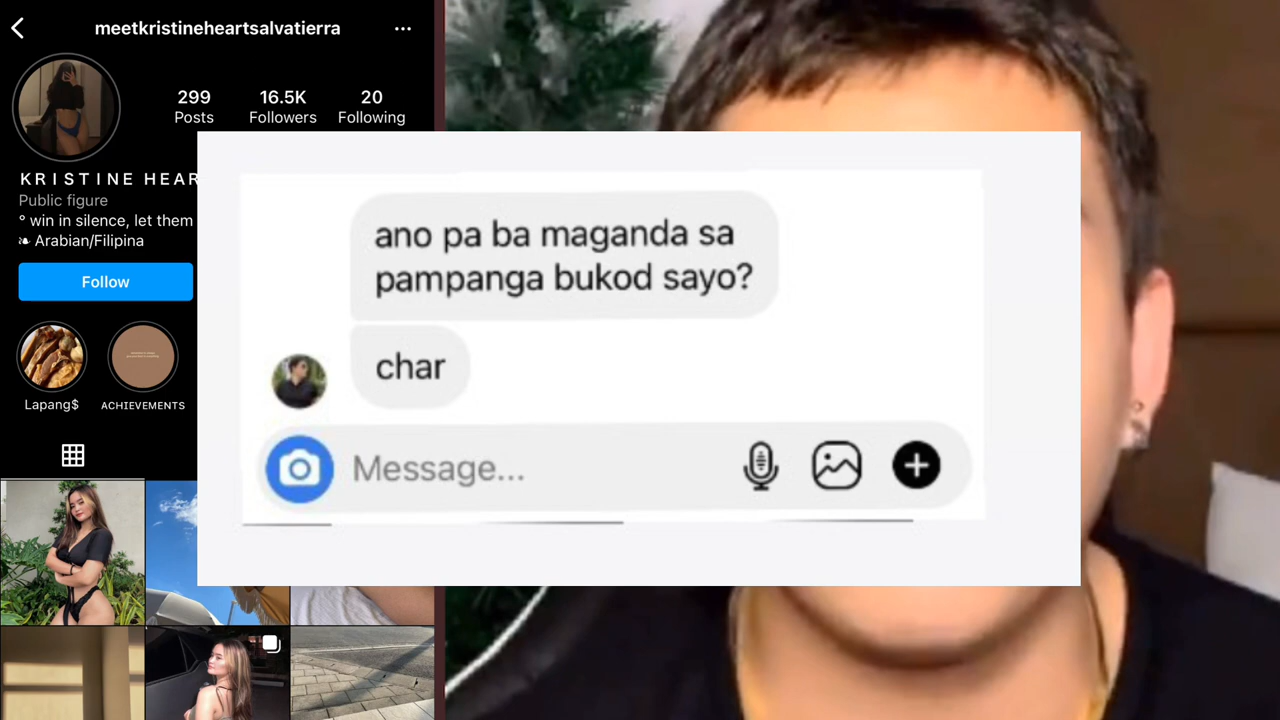 meetkristineheartsalvatierra
299
16.5K
20
Posts
Followers
Following
KRISTINE HEAR
Public figure
° win in silence, let them
❧ Arabian/Filipina
Follow
Lapang$
ACHIEVEMENTS
ano pa ba maganda sa
pampanga bukod sayo?
char
Message...